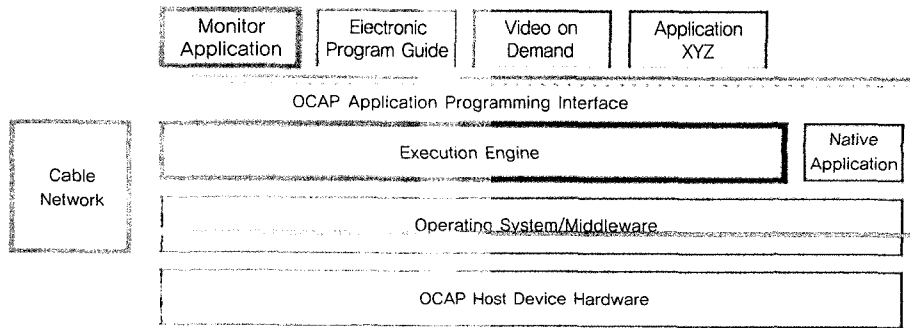 Monitor
Application
Electronic
Program Guide
Video on
Demand
Application
XYZ
OCAP Application Programming Interface
Cable
Network
Execution Engine
Native
Application
Operating System/Middleware
OCAP Host Device Hardware